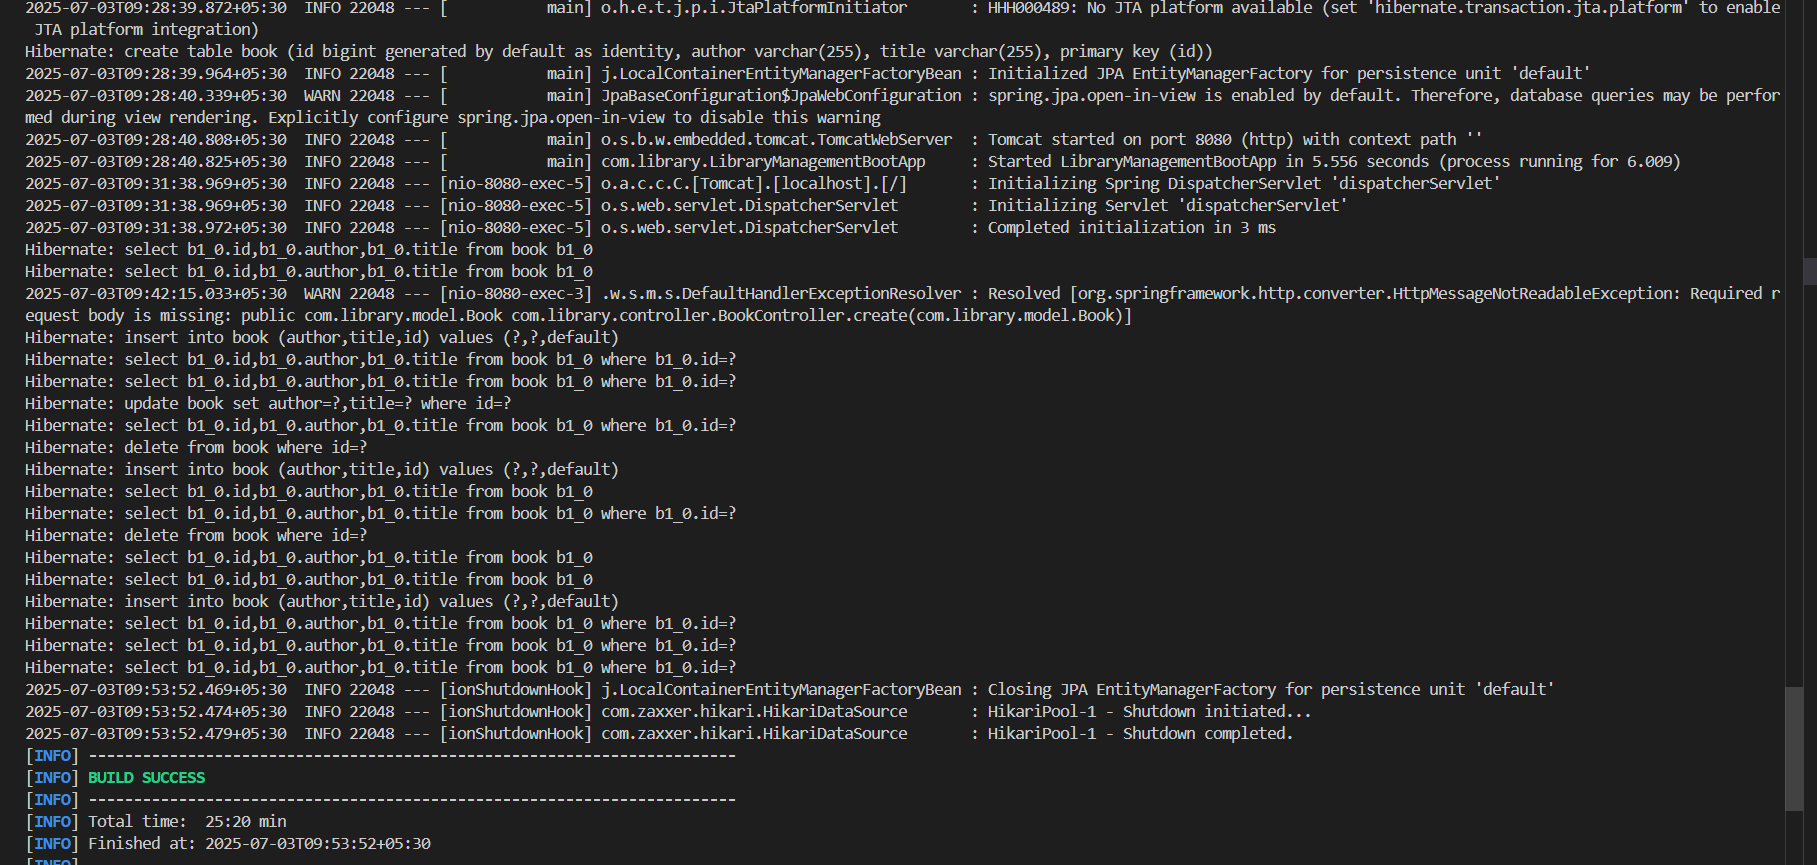 2025-07-03T09:28:39.872+05:30  INFO 22048 --- [           main] o.h.e.t.j.p.i.JtaPlatformInitiator       : HHH000489: No JTA platform available (set 'hibernate.transaction.jta.platform' to enable
 JTA platform integration)
Hibernate: create table book (id bigint generated by default as identity, author varchar(255), title varchar(255), primary key (id))
2025-07-03T09:28:39.964+05:30  INFO 22048 --- [           main] j.LocalContainerEntityManagerFactoryBean : Initialized JPA EntityManagerFactory for persistence unit 'default'
2025-07-03T09:28:40.339+05:30  WARN 22048 --- [           main] JpaBaseConfiguration$JpaWebConfiguration : spring.jpa.open-in-view is enabled by default. Therefore, database queries may be perfor
med during view rendering. Explicitly configure spring.jpa.open-in-view to disable this warning
2025-07-03T09:28:40.808+05:30  INFO 22048 --- [           main] o.s.b.w.embedded.tomcat.TomcatWebServer  : Tomcat started on port 8080 (http) with context path ''
2025-07-03T09:28:40.825+05:30  INFO 22048 --- [           main] com.library.LibraryManagementBootApp     : Started LibraryManagementBootApp in 5.556 seconds (process running for 6.009)
2025-07-03T09:31:38.969+05:30  INFO 22048 --- [nio-8080-exec-5] o.a.c.c.C.[Tomcat].[localhost].[/]       : Initializing Spring DispatcherServlet 'dispatcherServlet'
2025-07-03T09:31:38.969+05:30  INFO 22048 --- [nio-8080-exec-5] o.s.web.servlet.DispatcherServlet        : Initializing Servlet 'dispatcherServlet'
2025-07-03T09:31:38.972+05:30  INFO 22048 --- [nio-8080-exec-5] o.s.web.servlet.DispatcherServlet        : Completed initialization in 3 ms
Hibernate: select b1_0.id,b1_0.author,b1_0.title from book b1_0
Hibernate: select b1_0.id,b1_0.author,b1_0.title from book b1_0
2025-07-03T09:42:15.033+05:30  WARN 22048 --- [nio-8080-exec-3] .w.s.m.s.DefaultHandlerExceptionResolver : Resolved [org.springframework.http.converter.HttpMessageNotReadableException: Required r
equest body is missing: public com.library.model.Book com.library.controller.BookController.create(com.library.model.Book)]
Hibernate: insert into book (author,title,id) values (?,?,default)
Hibernate: select b1_0.id,b1_0.author,b1_0.title from book b1_0 where b1_0.id=?
Hibernate: select b1_0.id,b1_0.author,b1_0.title from book b1_0 where b1_0.id=?
Hibernate: update book set author=?,title=? where id=?
Hibernate: select b1_0.id,b1_0.author,b1_0.title from book b1_0 where b1_0.id=?
Hibernate: delete from book where id=?
Hibernate: insert into book (author,title,id) values (?,?,default)
Hibernate: select b1_0.id,b1_0.author,b1_0.title from book b1_0
Hibernate: select b1_0.id,b1_0.author,b1_0.title from book b1_0 where b1_0.id=?
Hibernate: delete from book where id=?
Hibernate: select b1_0.id,b1_0.author,b1_0.title from book b1_0
Hibernate: select b1_0.id,b1_0.author,b1_0.title from book b1_0
Hibernate: insert into book (author,title,id) values (?,?,default)
Hibernate: select b1_0.id,b1_0.author,b1_0.title from book b1_0 where b1_0.id=?
Hibernate: select b1_0.id,b1_0.author,b1_0.title from book b1_0 where b1_0.id=?
Hibernate: select b1_0.id,b1_0.author,b1_0.title from book b1_0 where b1_0.id=?
2025-07-03T09:53:52.469+05:30  INFO 22048 --- [ionShutdownHook] j.LocalContainerEntityManagerFactoryBean : Closing JPA EntityManagerFactory for persistence unit 'default'
2025-07-03T09:53:52.474+05:30  INFO 22048 --- [ionShutdownHook] com.zaxxer.hikari.HikariDataSource       : HikariPool-1 - Shutdown initiated...
2025-07-03T09:53:52.479+05:30  INFO 22048 --- [ionShutdownHook] com.zaxxer.hikari.HikariDataSource       : HikariPool-1 - Shutdown completed.
[INFO] ------------------------------------------------------------------------
[INFO] BUILD SUCCESS
[INFO] ------------------------------------------------------------------------
[INFO] Total time:  25:20 min
[INFO] Finished at: 2025-07-03T09:53:52+05:30
[INFO]